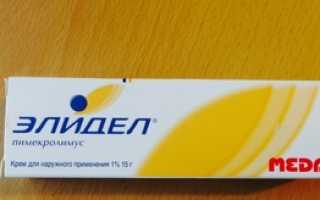 ЭЛИДЕЛ®
пимекролимус
Крем для наружного применения 1% 15 г
MEDA